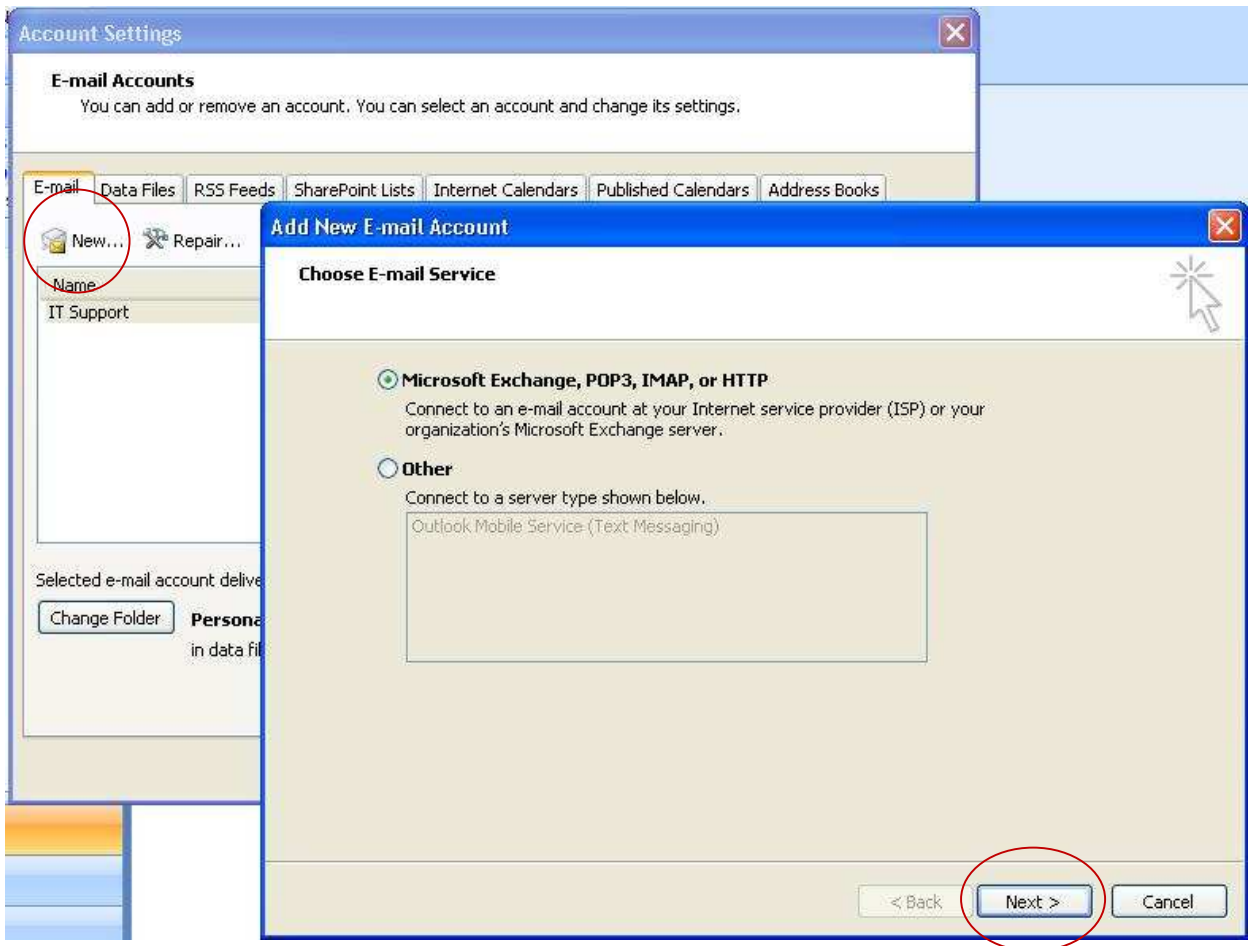 Account Settings
E-mail Accounts
You can add or remove an account. You can select an account and change its settings.
E-mail Data Files RSS Feeds SharePoint Lists Internet Calendars Published Calendars Address Books
New... Repair...
Name
IT Support
Selected e-mail account delive
Change Folder Persona
in data fil
Add New E-mail Account
Choose E-mail Service
Microsoft Exchange, POP3, IMAP, or HTTP
Connect to an e-mail account at your Internet service provider (ISP) or your
organization's Microsoft Exchange server.
Other
Connect to a server type shown below.
Outlook Mobile Service (Text Messaging)
< Back Next > Cancel